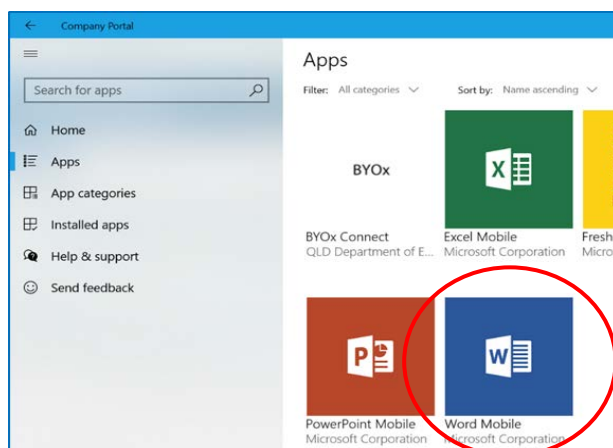 Company Portal
Search for apps
Home
Apps
App categories
Installed apps
Help & support
Send feedback
Apps
Filter: All categories Sort by: Name ascending
BYOx
BYOx Connect
QLD Department of E...
Excel Mobile
Microsoft Corporation
Fresh
Micro
PowerPoint Mobile
Microsoft Corporation
Word Mobile
Microsoft Corporation